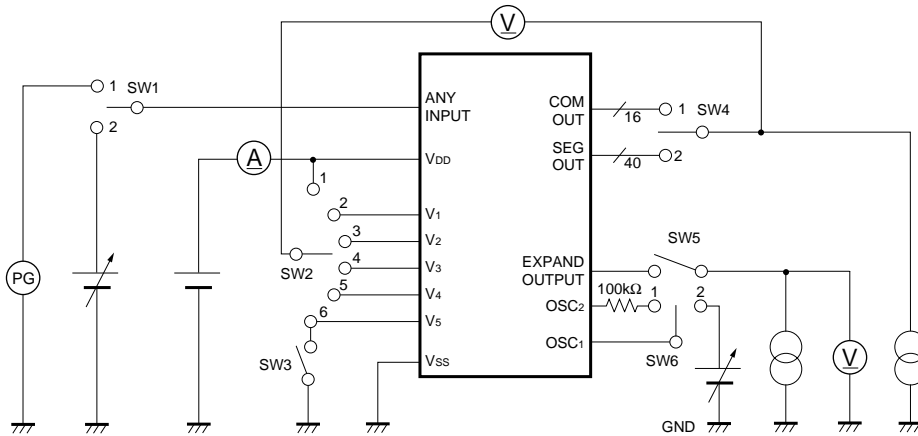 V
1
SW1
2
ANY
INPUT
COM
OUT
16
1
SW4
SEG
OUT
40
2
A
VDD
1
2
V1
3
V2
SW2
4
V3
5
V4
6
V5
SW3
VSS
PG
EXPAND
OUTPUT
SW5
100kΩ
OSC2
1
2
OSC1
SW6
V
GND